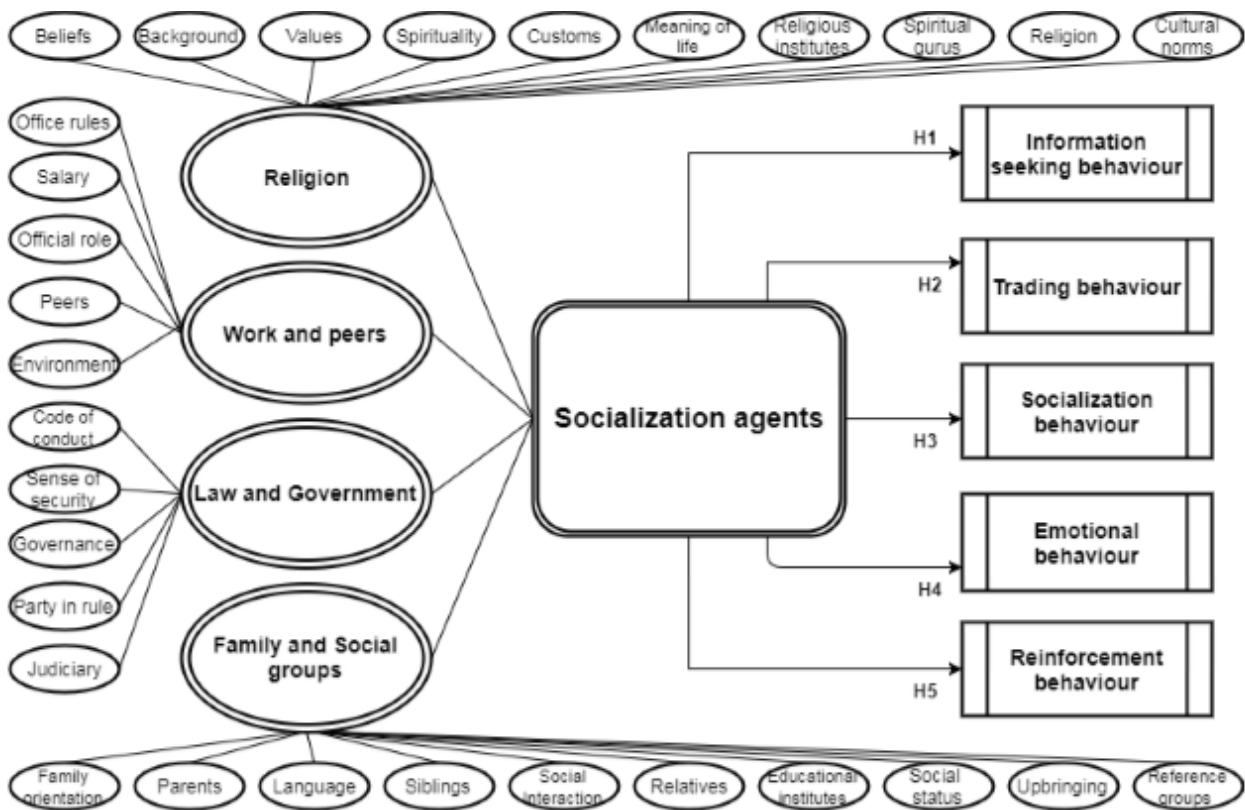 Beliefs
Background
Values
Spirituality
Customs
Meaning of
life
Religious
institutes
Spiritual
gurus
Religion
Cultural
norms
Office rules
Salary
Official role
Peers
Environment
Code of
conduct
Sense of
security
Governance
Party in rule
Judiciary
Religion
Work and peers
Law and Government
Family and Social
groups
Socialization agents
H1
H2
H3
H4
H5
Information
seeking behaviour
Trading behaviour
Socialization
behaviour
Emotional
behaviour
Reinforcement
behaviour
Family
orientation
Parents
Language
Siblings
Social
Interaction
Relatives
Educational
institutes
Social
status
Upbringing
Reference
groups